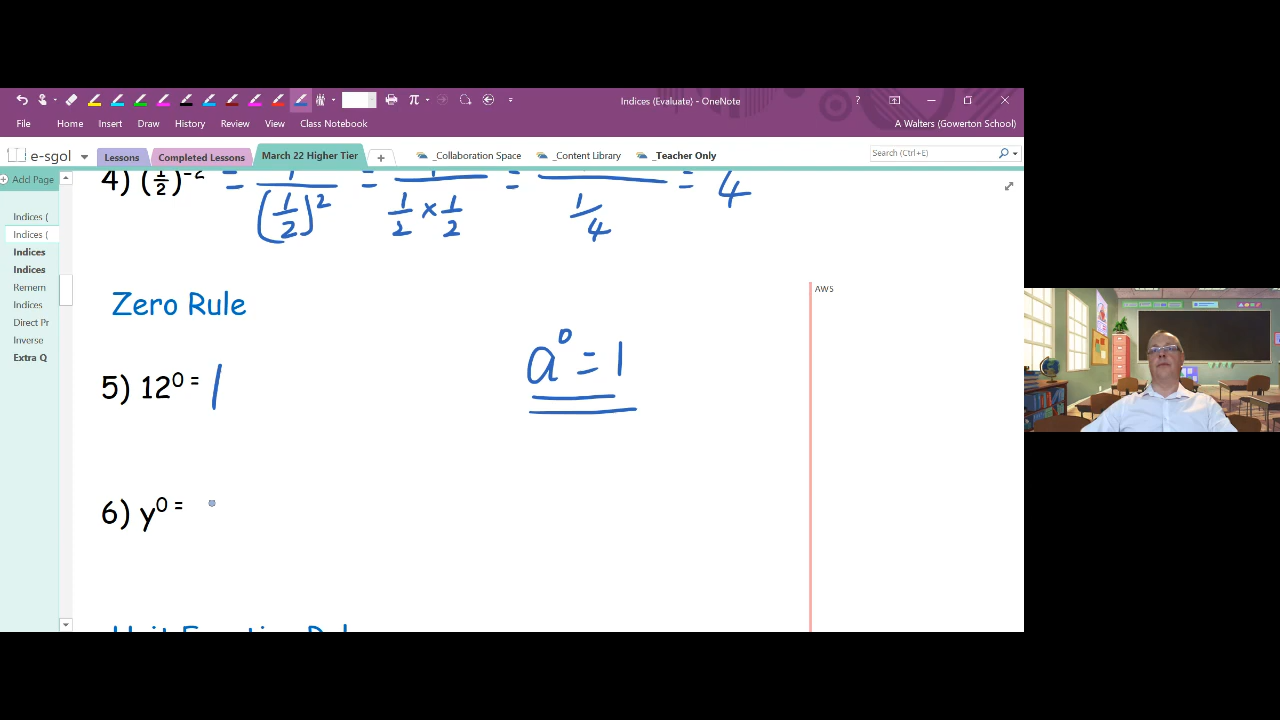 Indices (Evaluate) - OneNote
File Home Insert Draw History Review View Class Notebook
A Walters (Gowerton School)
e-sgol
Lessons
Completed Lessons
March 22 Higher Tier
_Collaboration Space
_Content Library
_Teacher Only
Search (Ctrl+E)
Add Page
Indices (
Indices (
Indices
Indices
Remem
Indices
Direct Pr
Inverse
Extra Q
4) (1/2)⁻² = 1/(1/2)² = 1/(1/2 × 1/2) = 1/(1/4) = 4
Zero Rule
AWS
a⁰ = 1
5) 12⁰ = 1
6) y⁰ =